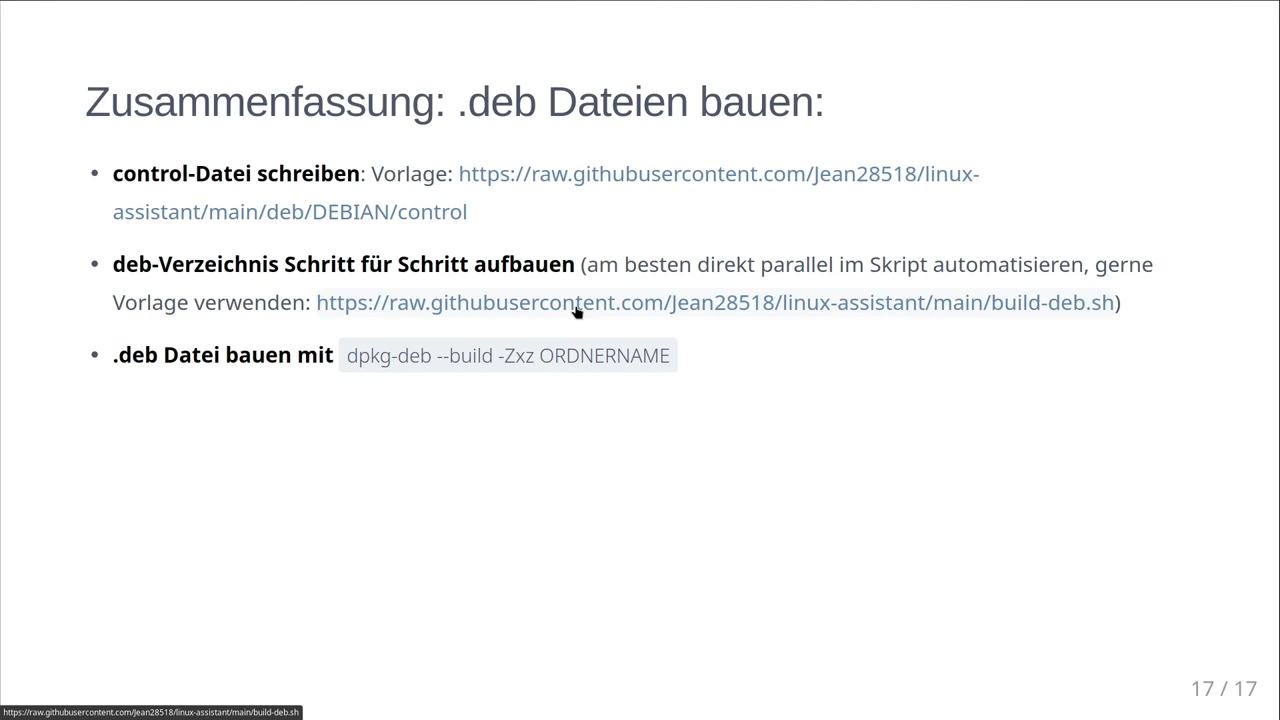 Zusammenfassung: .deb Dateien bauen:
• control-Datei schreiben: Vorlage: https://raw.githubusercontent.com/Jean28518/linux-
assistant/main/deb/DEBIAN/control
• deb-Verzeichnis Schritt für Schritt aufbauen (am besten direkt parallel im Skript automatisieren, gerne
Vorlage verwenden: https://raw.githubusercontent.com/Jean28518/linux-assistant/main/build-deb.sh)
• .deb Datei bauen mit dpkg-deb --build -Zxz ORDNERNAME
17 / 17
https://raw.githubusercontent.com/Jean28518/linux-assistant/main/build-deb.sh